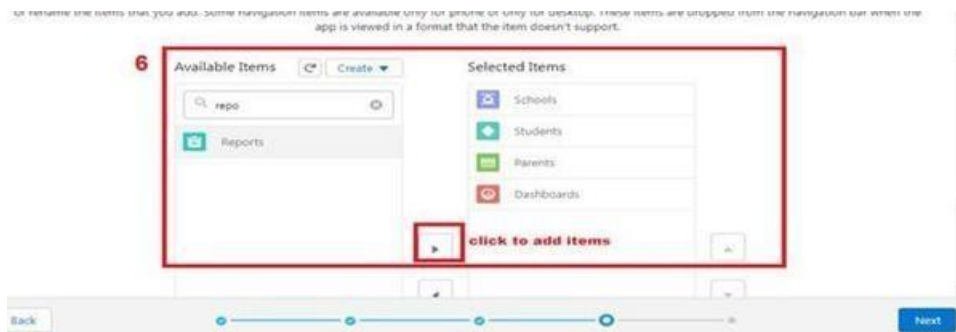 or rename the items that you add. Some navigation items are available only for phone or only for desktop. These items are dropped from the navigation bar when the
app is viewed in a format that the item doesn't support.
6
Available Items Create Selected Items
repo
Schools
Reports
Students
Parents
Dashboards
click to add items
Back
Next